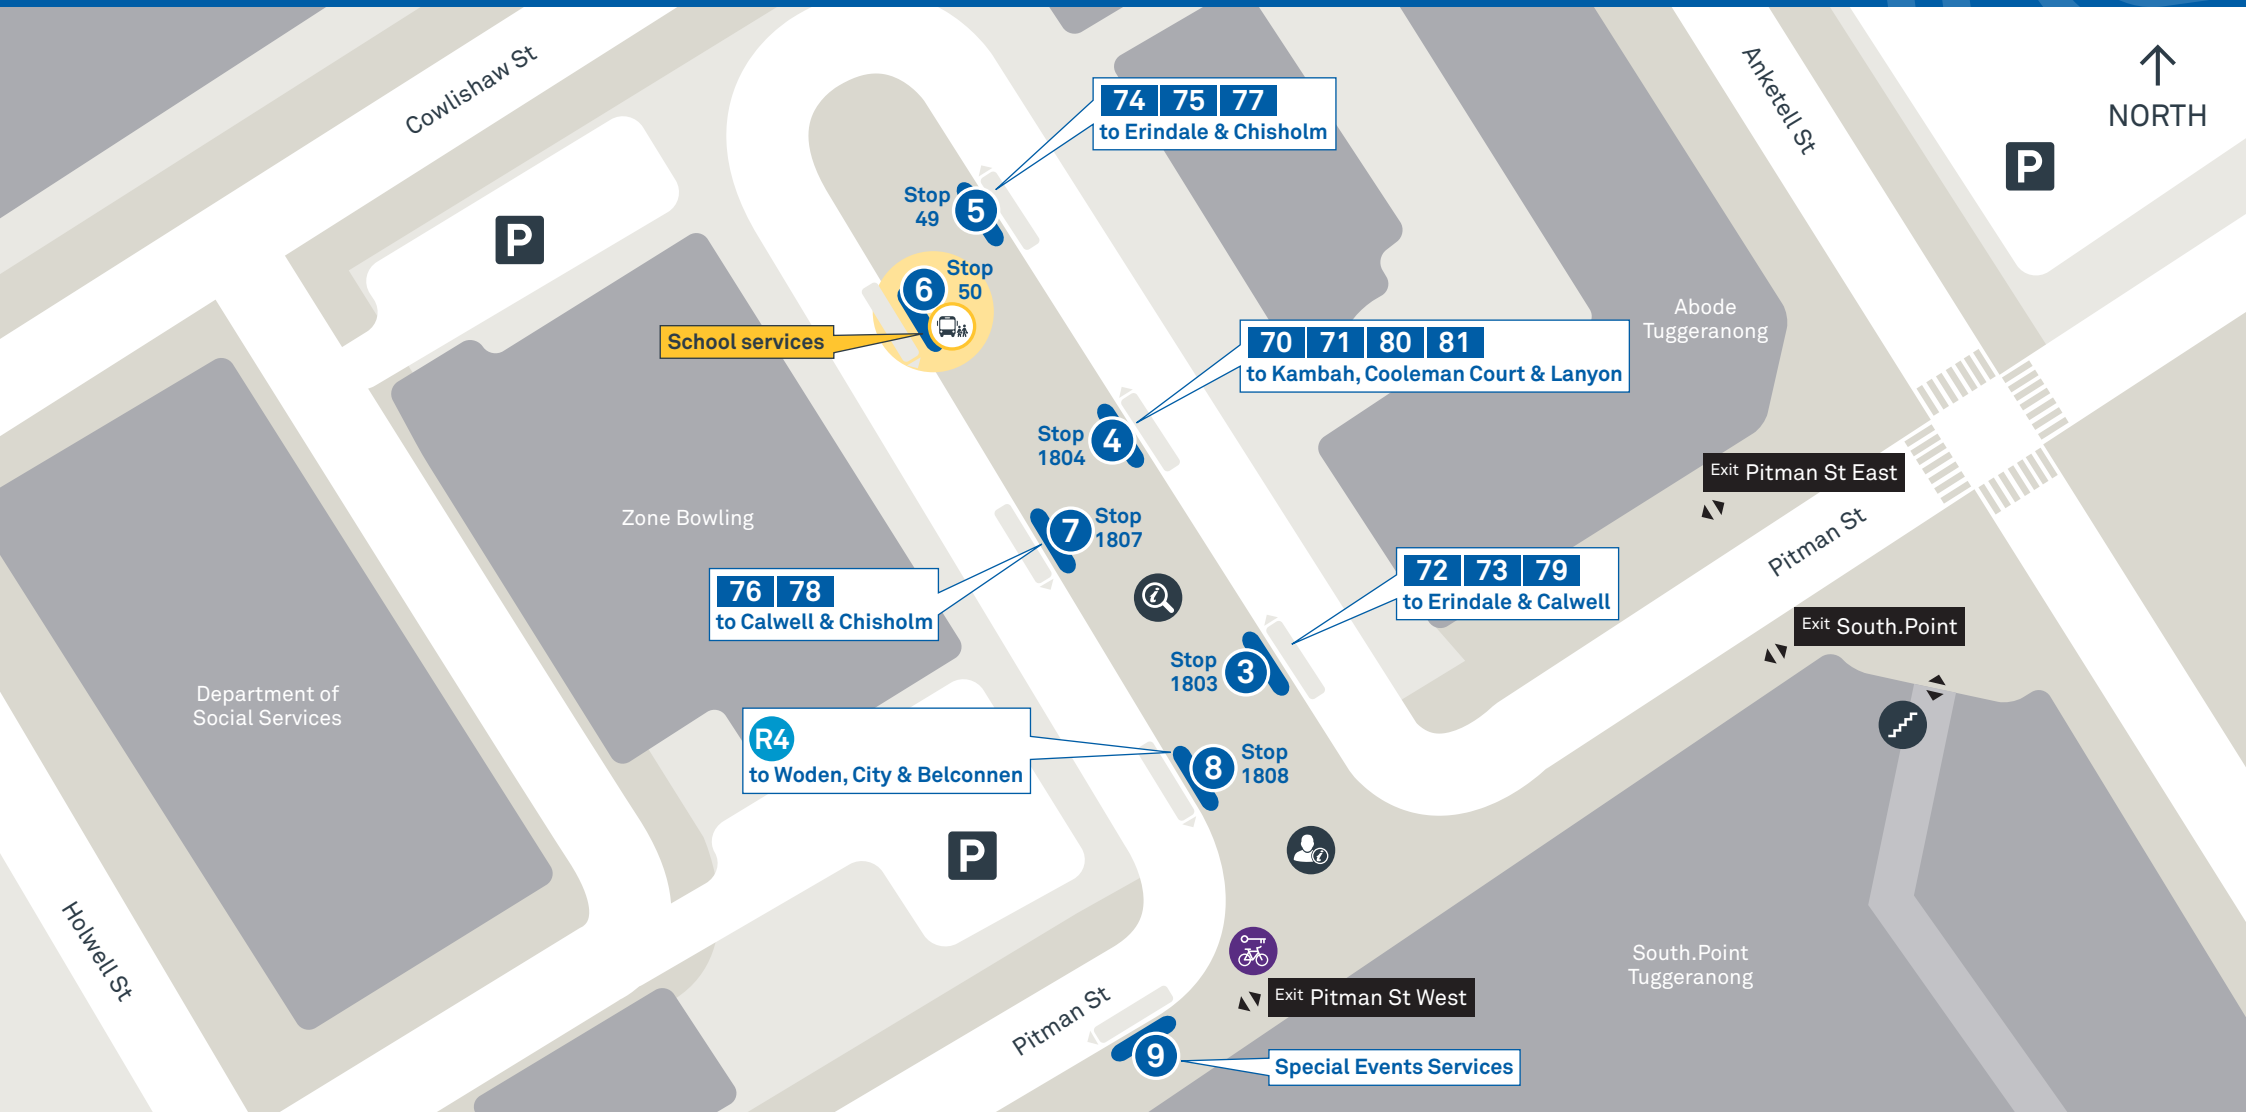 Cowlishaw St
Anketell St
NORTH
P
74 75 77
to Erindale & Chisholm
Stop
49
5
P
6
Stop
50
School services
Abode
Tuggeranong
70 71 80 81
to Kambah, Cooleman Court & Lanyon
Stop
1804
4
Exit Pitman St East
Zone Bowling
7
Stop
1807
Pitman St
76 78
to Calwell & Chisholm
i
72 73 79
to Erindale & Calwell
Exit South.Point
Stop
1803
3
Department of
Social Services
R4
to Woden, City & Belconnen
8
Stop
1808
P
i
Holwell St
South.Point
Tuggeranong
Exit Pitman St West
Pitman St
9
Special Events Services